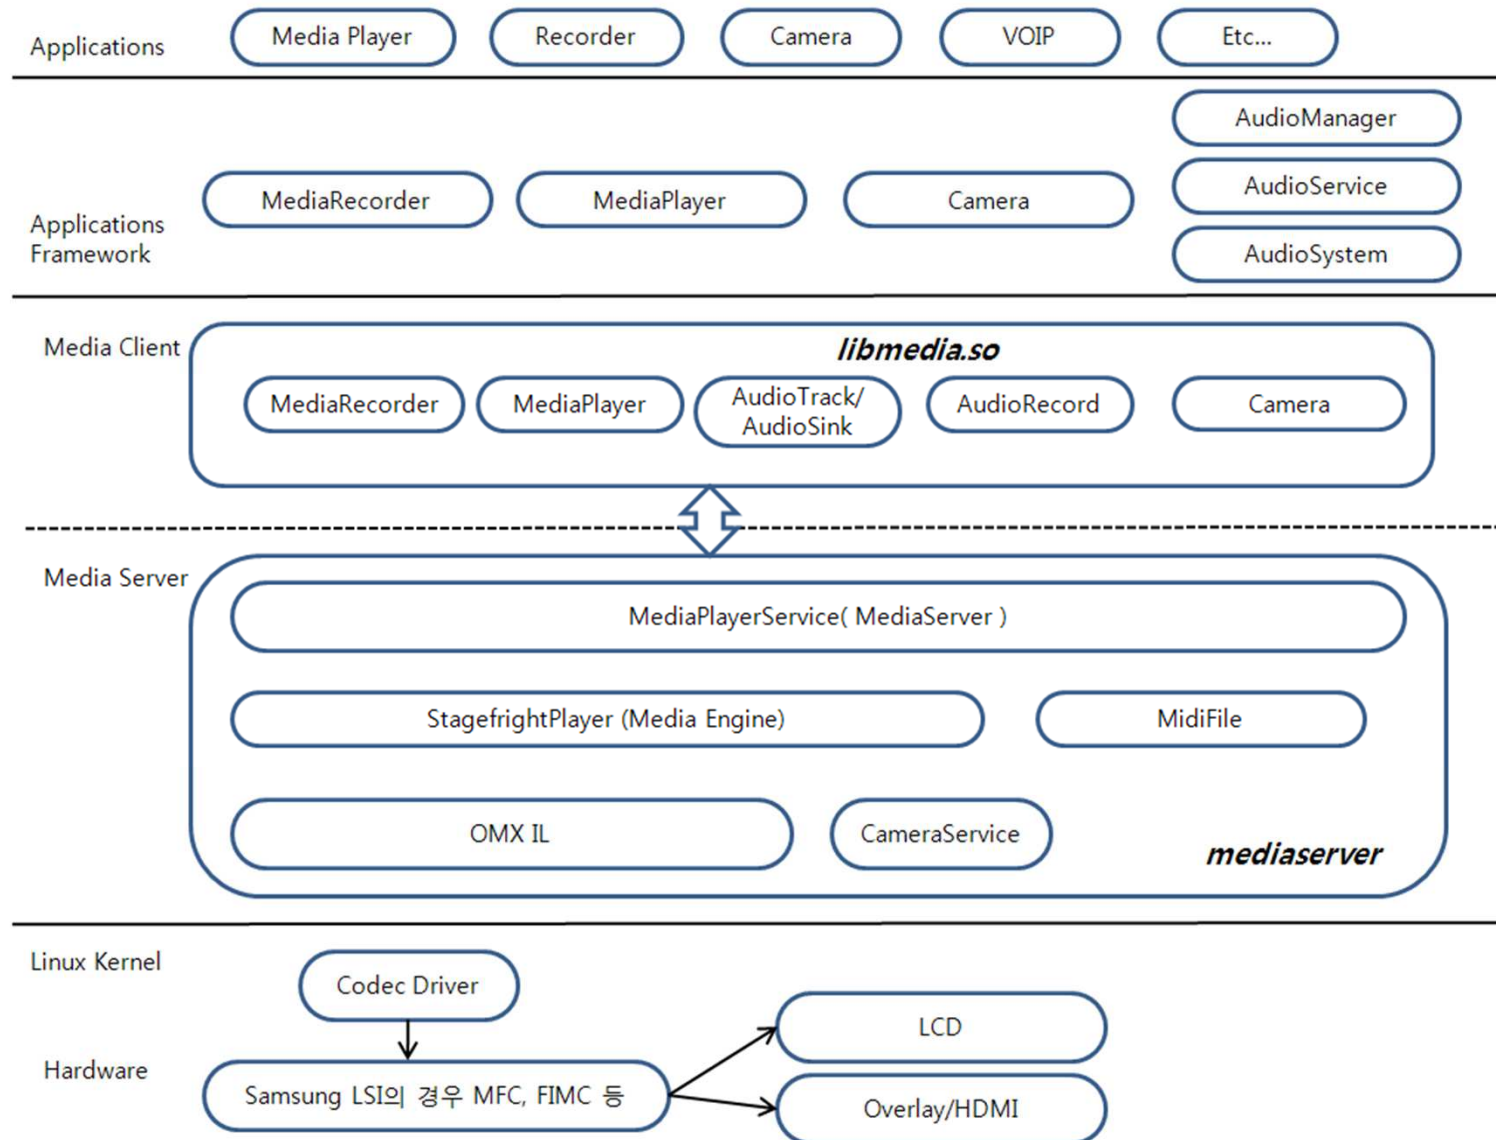 Applications
Media Player
Recorder
Camera
VOIP
Etc...
AudioManager
AudioService
AudioSystem
MediaRecorder
MediaPlayer
Camera
Applications
Framework
Media Client
libmedia.so
MediaRecorder
MediaPlayer
AudioTrack/
AudioSink
AudioRecord
Camera
Media Server
MediaPlayerService( MediaServer )
StagefrightPlayer (Media Engine)
MidiFile
OMX IL
CameraService
mediaserver
Linux Kernel
Codec Driver
LCD
Hardware
Samsung LSI의 경우 MFC, FIMC 등
Overlay/HDMI